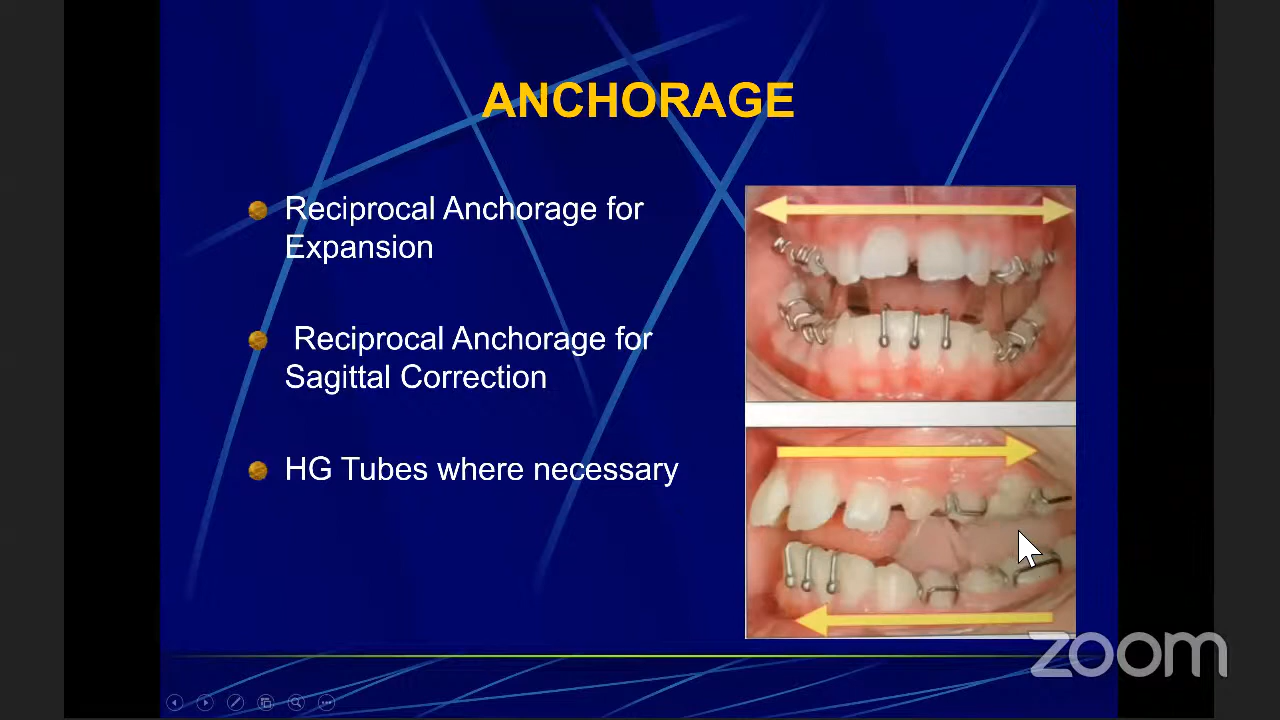 ANCHORAGE
Reciprocal Anchorage for
Expansion
Reciprocal Anchorage for
Sagittal Correction
HG Tubes where necessary
zoom